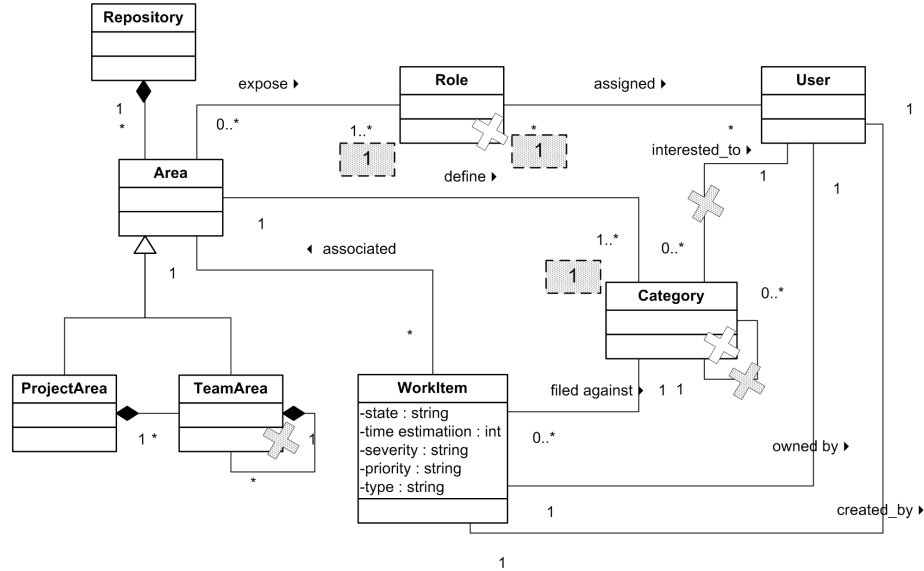 Repository
Role
User
expose
assigned
1
1
*
0..*
1..*
*
*
1
1
1
interested_to
define
Area
1
1
1
1..*
0..*
associated
1
1
Category
0..*
*
ProjectArea
TeamArea
WorkItem
filed against
1
1
-state : string
-time estimatiion : int
-severity : string
-priority : string
-type : string
1 *
1
0..*
owned by
*
1
created_by
1